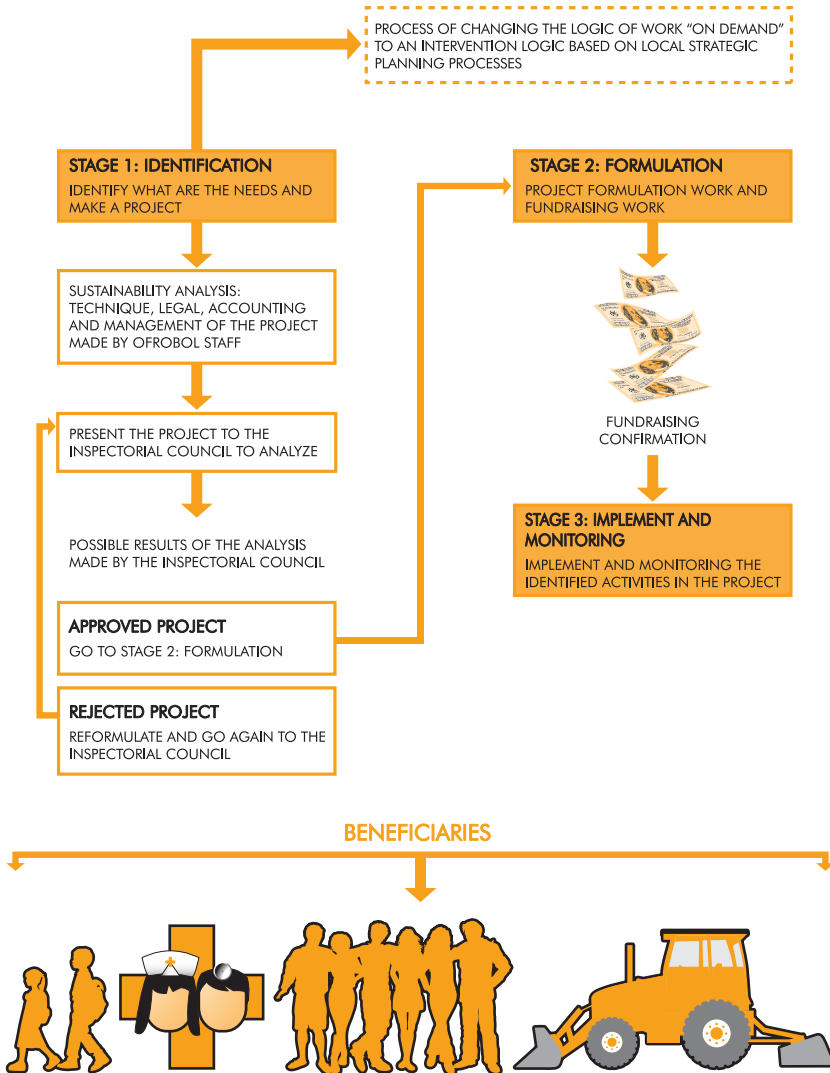 PROCESS OF CHANGING THE LOGIC OF WORK “ON DEMAND”
TO AN INTERVENTION LOGIC BASED ON LOCAL STRATEGIC
PLANNING PROCESSES
STAGE 1: IDENTIFICATION
IDENTIFY WHAT ARE THE NEEDS AND
MAKE A PROJECT
SUSTAINABILITY ANALYSIS:
TECHNIQUE, LEGAL, ACCOUNTING
AND MANAGEMENT OF THE PROJECT
MADE BY OFROBOL STAFF
PRESENT THE PROJECT TO THE
INSPECTORIAL COUNCIL TO ANALYZE
POSSIBLE RESULTS OF THE ANALYSIS
MADE BY THE INSPECTORIAL COUNCIL
APPROVED PROJECT
GO TO STAGE 2: FORMULATION
REJECTED PROJECT
REFORMULATE AND GO AGAIN TO THE
INSPECTORIAL COUNCIL
STAGE 2: FORMULATION
PROJECT FORMULATION WORK AND
FUNDRAISING WORK
FUNDRAISING
CONFIRMATION
STAGE 3: IMPLEMENT AND
MONITORING
IMPLEMENT AND MONITORING THE
IDENTIFIED ACTIVITIES IN THE PROJECT
BENEFICIARIES